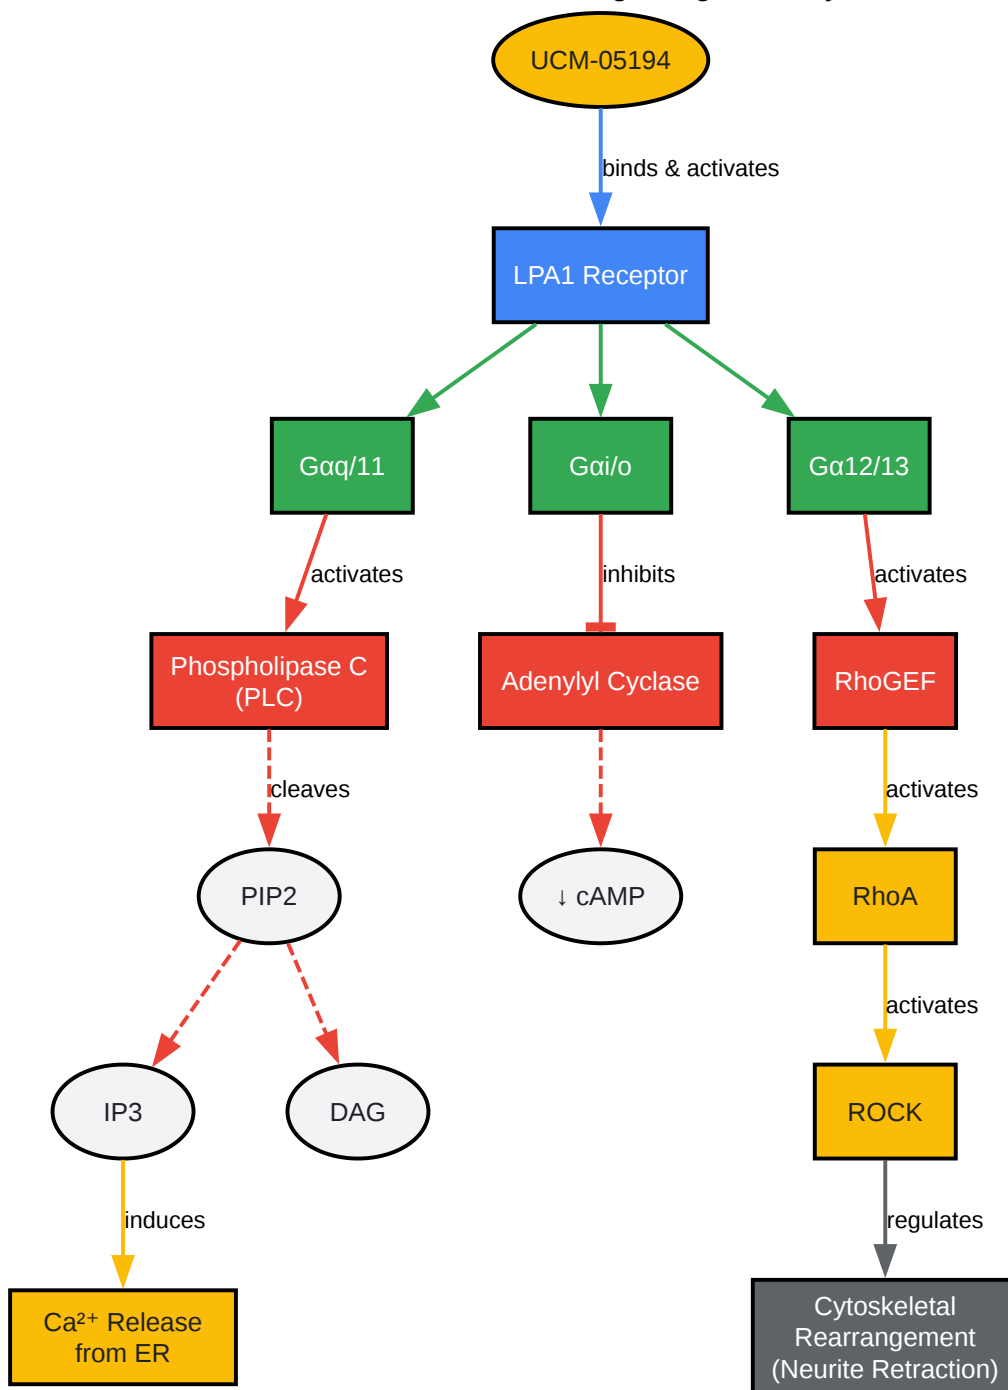 UCM-05194
binds & activates
LPA1 Receptor
Gαq/11
Gαi/o
Gα12/13
activates
inhibits
activates
Phospholipase C
(PLC)
Adenylyl Cyclase
RhoGEF
cleaves
activates
PIP2
↓ cAMP
RhoA
activates
IP3
DAG
ROCK
induces
regulates
Ca²⁺ Release
from ER
Cytoskeletal
Rearrangement
(Neurite Retraction)